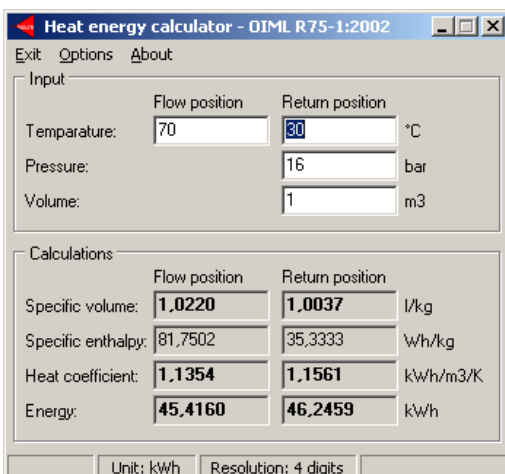 Heat energy calculator - OIML R75-1:2002
Exit Options About
Input
Flow position Return position
Temparature: 70 30 °C
Pressure: 16 bar
Volume: 1 m3
Calculations
Flow position Return position
Specific volume: 1,0220 1,0037 l/kg
Specific enthalpy: 81,7502 35,3333 Wh/kg
Heat coefficient: 1,1354 1,1561 kWh/m3/K
Energy: 45,4160 46,2459 kWh
Unit: kWh Resolution: 4 digits